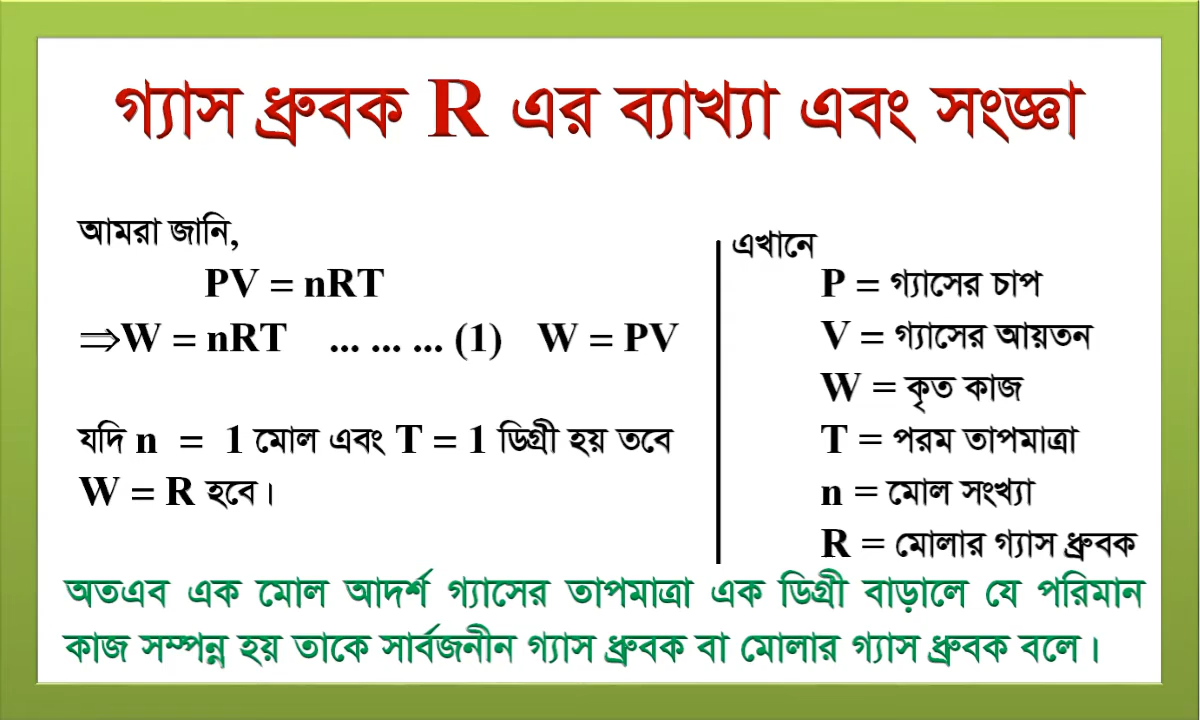 গ্যাস ধ্রুবক R এর ব্যাখ্যা এবং সংজ্ঞা
আমরা জানি,
PV = nRT
⇒W = nRT ... ... ... (1) W = PV
যদি n = 1 মোল এবং T = 1 ডিগ্রী হয় তবে
W = R হবে।
এখানে
P = গ্যাসের চাপ
V = গ্যাসের আয়তন
W = কৃত কাজ
T = পরম তাপমাত্রা
n = মোল সংখ্যা
R = মোলার গ্যাস ধ্রুবক
অতএব এক মোল আদর্শ গ্যাসের তাপমাত্রা এক ডিগ্রী বাড়ালে যে পরিমান
কাজ সম্পন্ন হয় তাকে সার্বজনীন গ্যাস ধ্রুবক বা মোলার গ্যাস ধ্রুবক বলে।